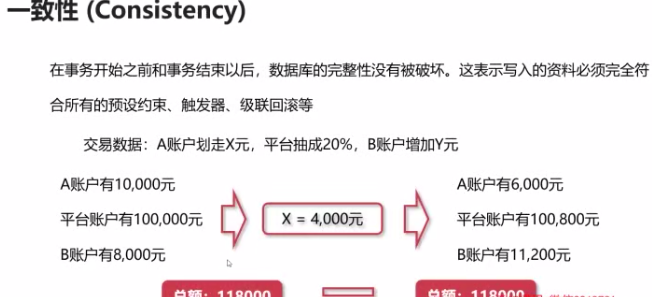 一致性 (Consistency)
在事务开始之前和事务结束以后，数据库的完整性没有被破坏。这表示写入的资料必须完全符
合所有的预设约束、触发器、级联回滚等
交易数据：A账户划走X元，平台抽成20%，B账户增加Y元
A账户有10,000元
平台账户有100,000元
B账户有8,000元
X = 4,000元
A账户有6,000元
平台账户有100,800元
B账户有11,200元
总额：118000
总额：118000